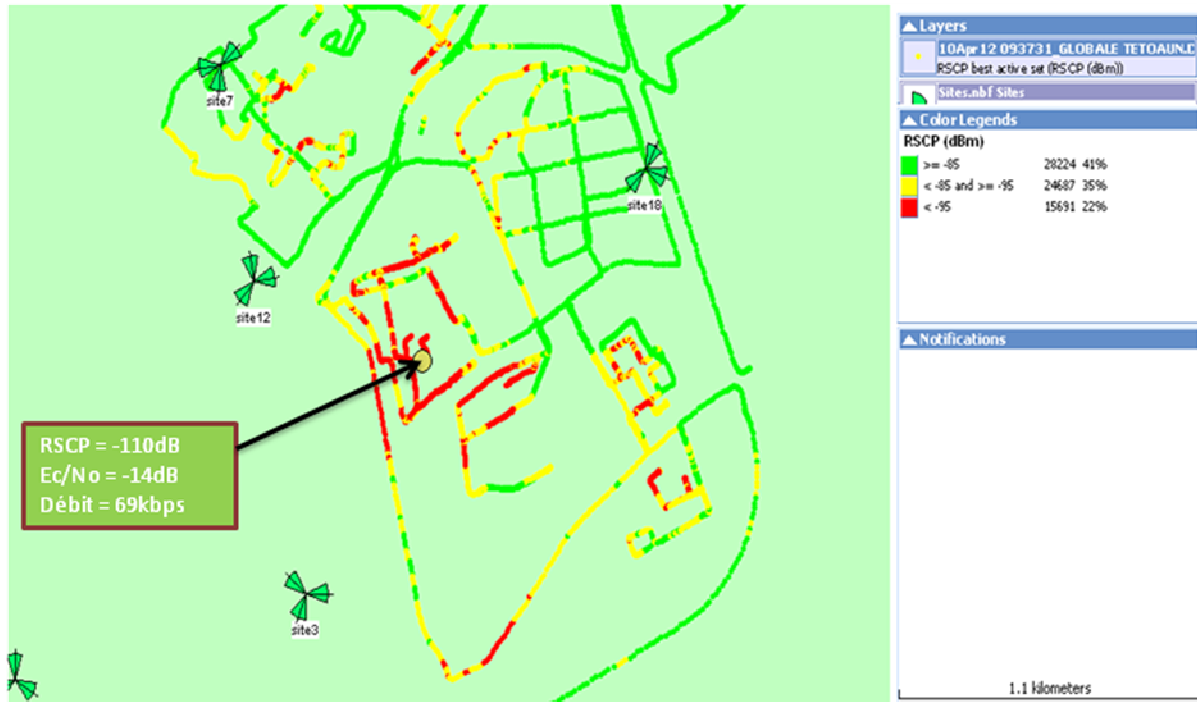 site7
site18
site12
RSCP = -110dB
Ec/No = -14dB
Débit = 69kbps
site3
Layers
10Apr12 093731_GLOBALE TETOAUN.D
RSCP best active set (RSCP (dBm))
Sites.nbf Sites
Color Legends
RSCP (dBm)
>= -85 28224 41%
< -85 and >= -95 24687 35%
< -95 15691 22%
Notifications
1.1 kilometers